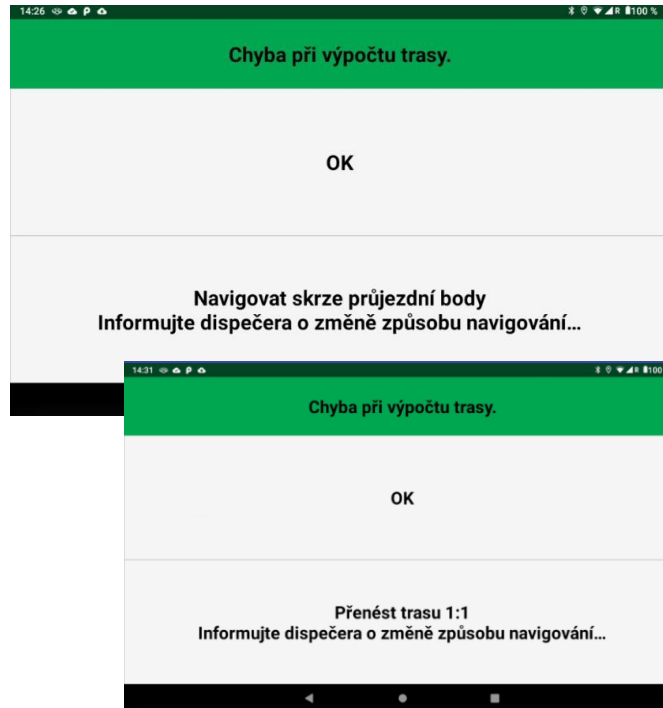 14:26
R 100 %
Chyba při výpočtu trasy.
OK
Navigovat skrze průjezdní body
Informujte dispečera o změně způsobu navigování...
14:31
R 100
Chyba při výpočtu trasy.
OK
Přenést trasu 1:1
Informujte dispečera o změně způsobu navigování...